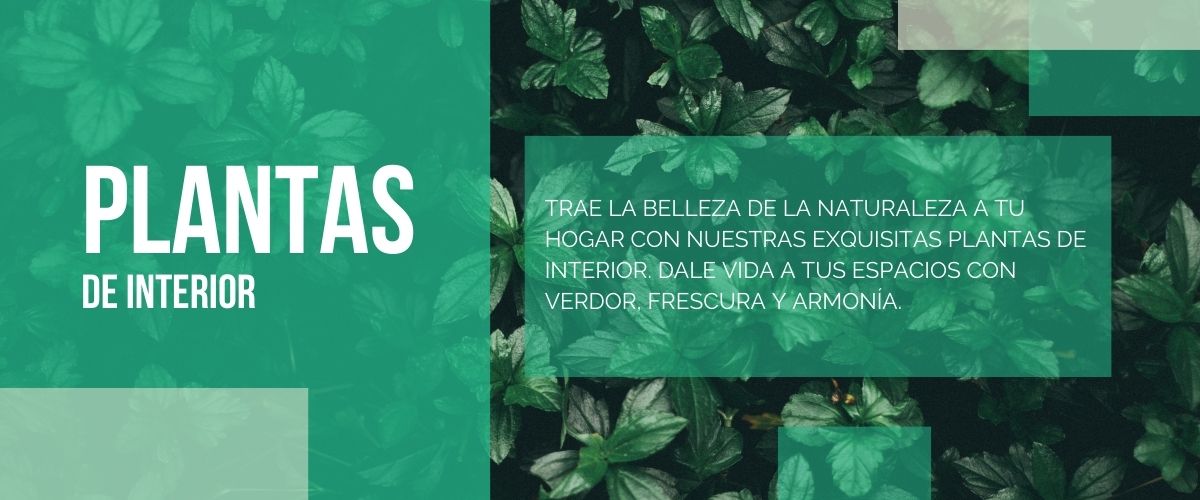 PLANTAS
DE INTERIOR
TRAE LA BELLEZA DE LA NATURALEZA A TU
HOGAR CON NUESTRAS EXQUISITAS PLANTAS DE
INTERIOR. DALE VIDA A TUS ESPACIOS CON
VERDOR, FRESCURA Y ARMONÍA.